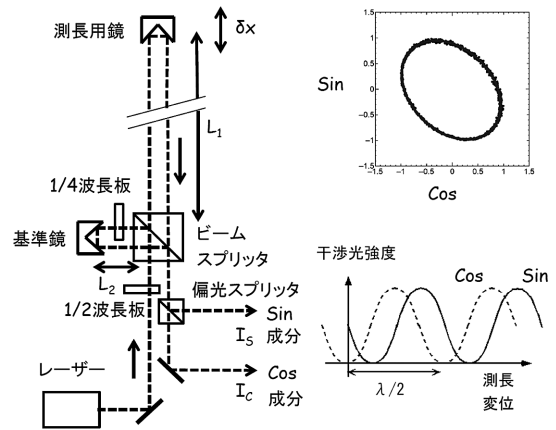 測長用鏡
δx
L1
1/4波長板
基準鏡
ビーム
スプリッタ
L2
1/2波長板
偏光スプリッタ
Sin
IS 成分
レーザー
Cos
IC 成分
Sin
1.5
1
0.5
0
-0.5
-1
-1.5
-1.5 -1 -0.5 0 0.5 1 1.5
Cos
干渉光強度
Cos Sin
λ/2
測長
変位